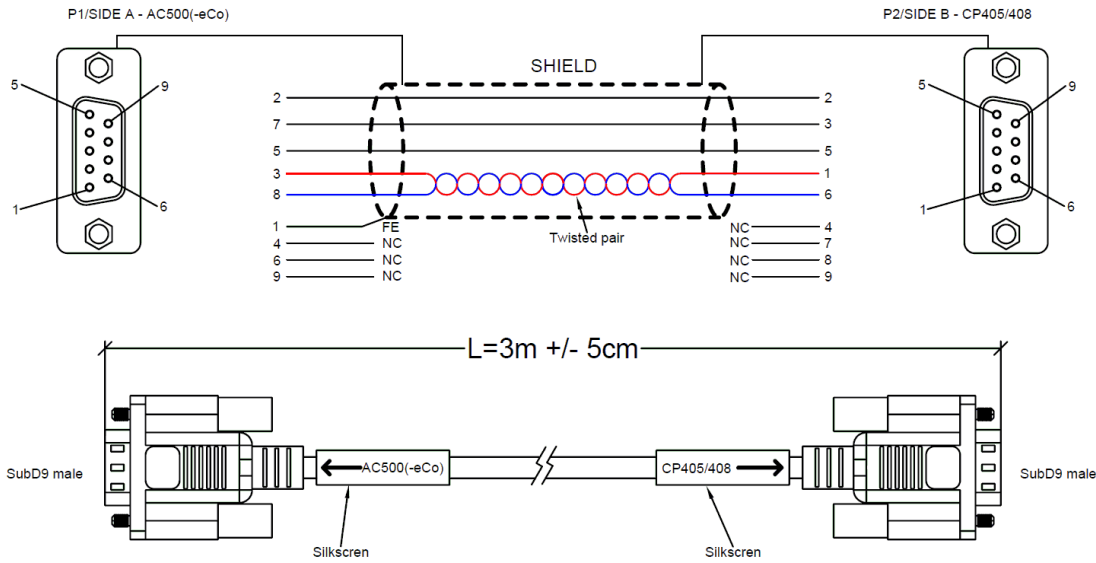 P1/SIDE A - AC500(-eCo)
P2/SIDE B - CP405/408
SHIELD
5
9
1
6
2
2
7
3
5
5
3
1
8
6
1
FE
4
NC
6
NC
9
NC
NC
4
NC
7
NC
8
NC
9
Twisted pair
5
9
1
6
L=3m +/- 5cm
SubD9 male
AC500(-eCo)
CP405/408
SubD9 male
Silkscren
Silkscren